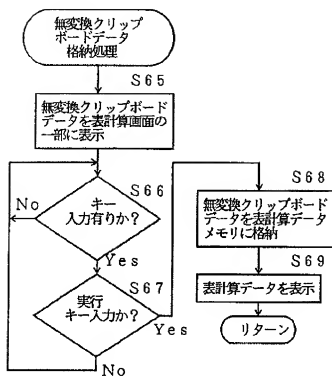 無変換クリップ
ボードデータ
格納処理
S65
無変換クリップボード
データを表計算画面の
一部に表示
S66
キー
入力有りか?
No
Yes
S67
実行
キー入力か?
Yes
No
S68
無変換クリップボード
データを表計算データ
メモリに格納
S69
表計算データを表示
リターン